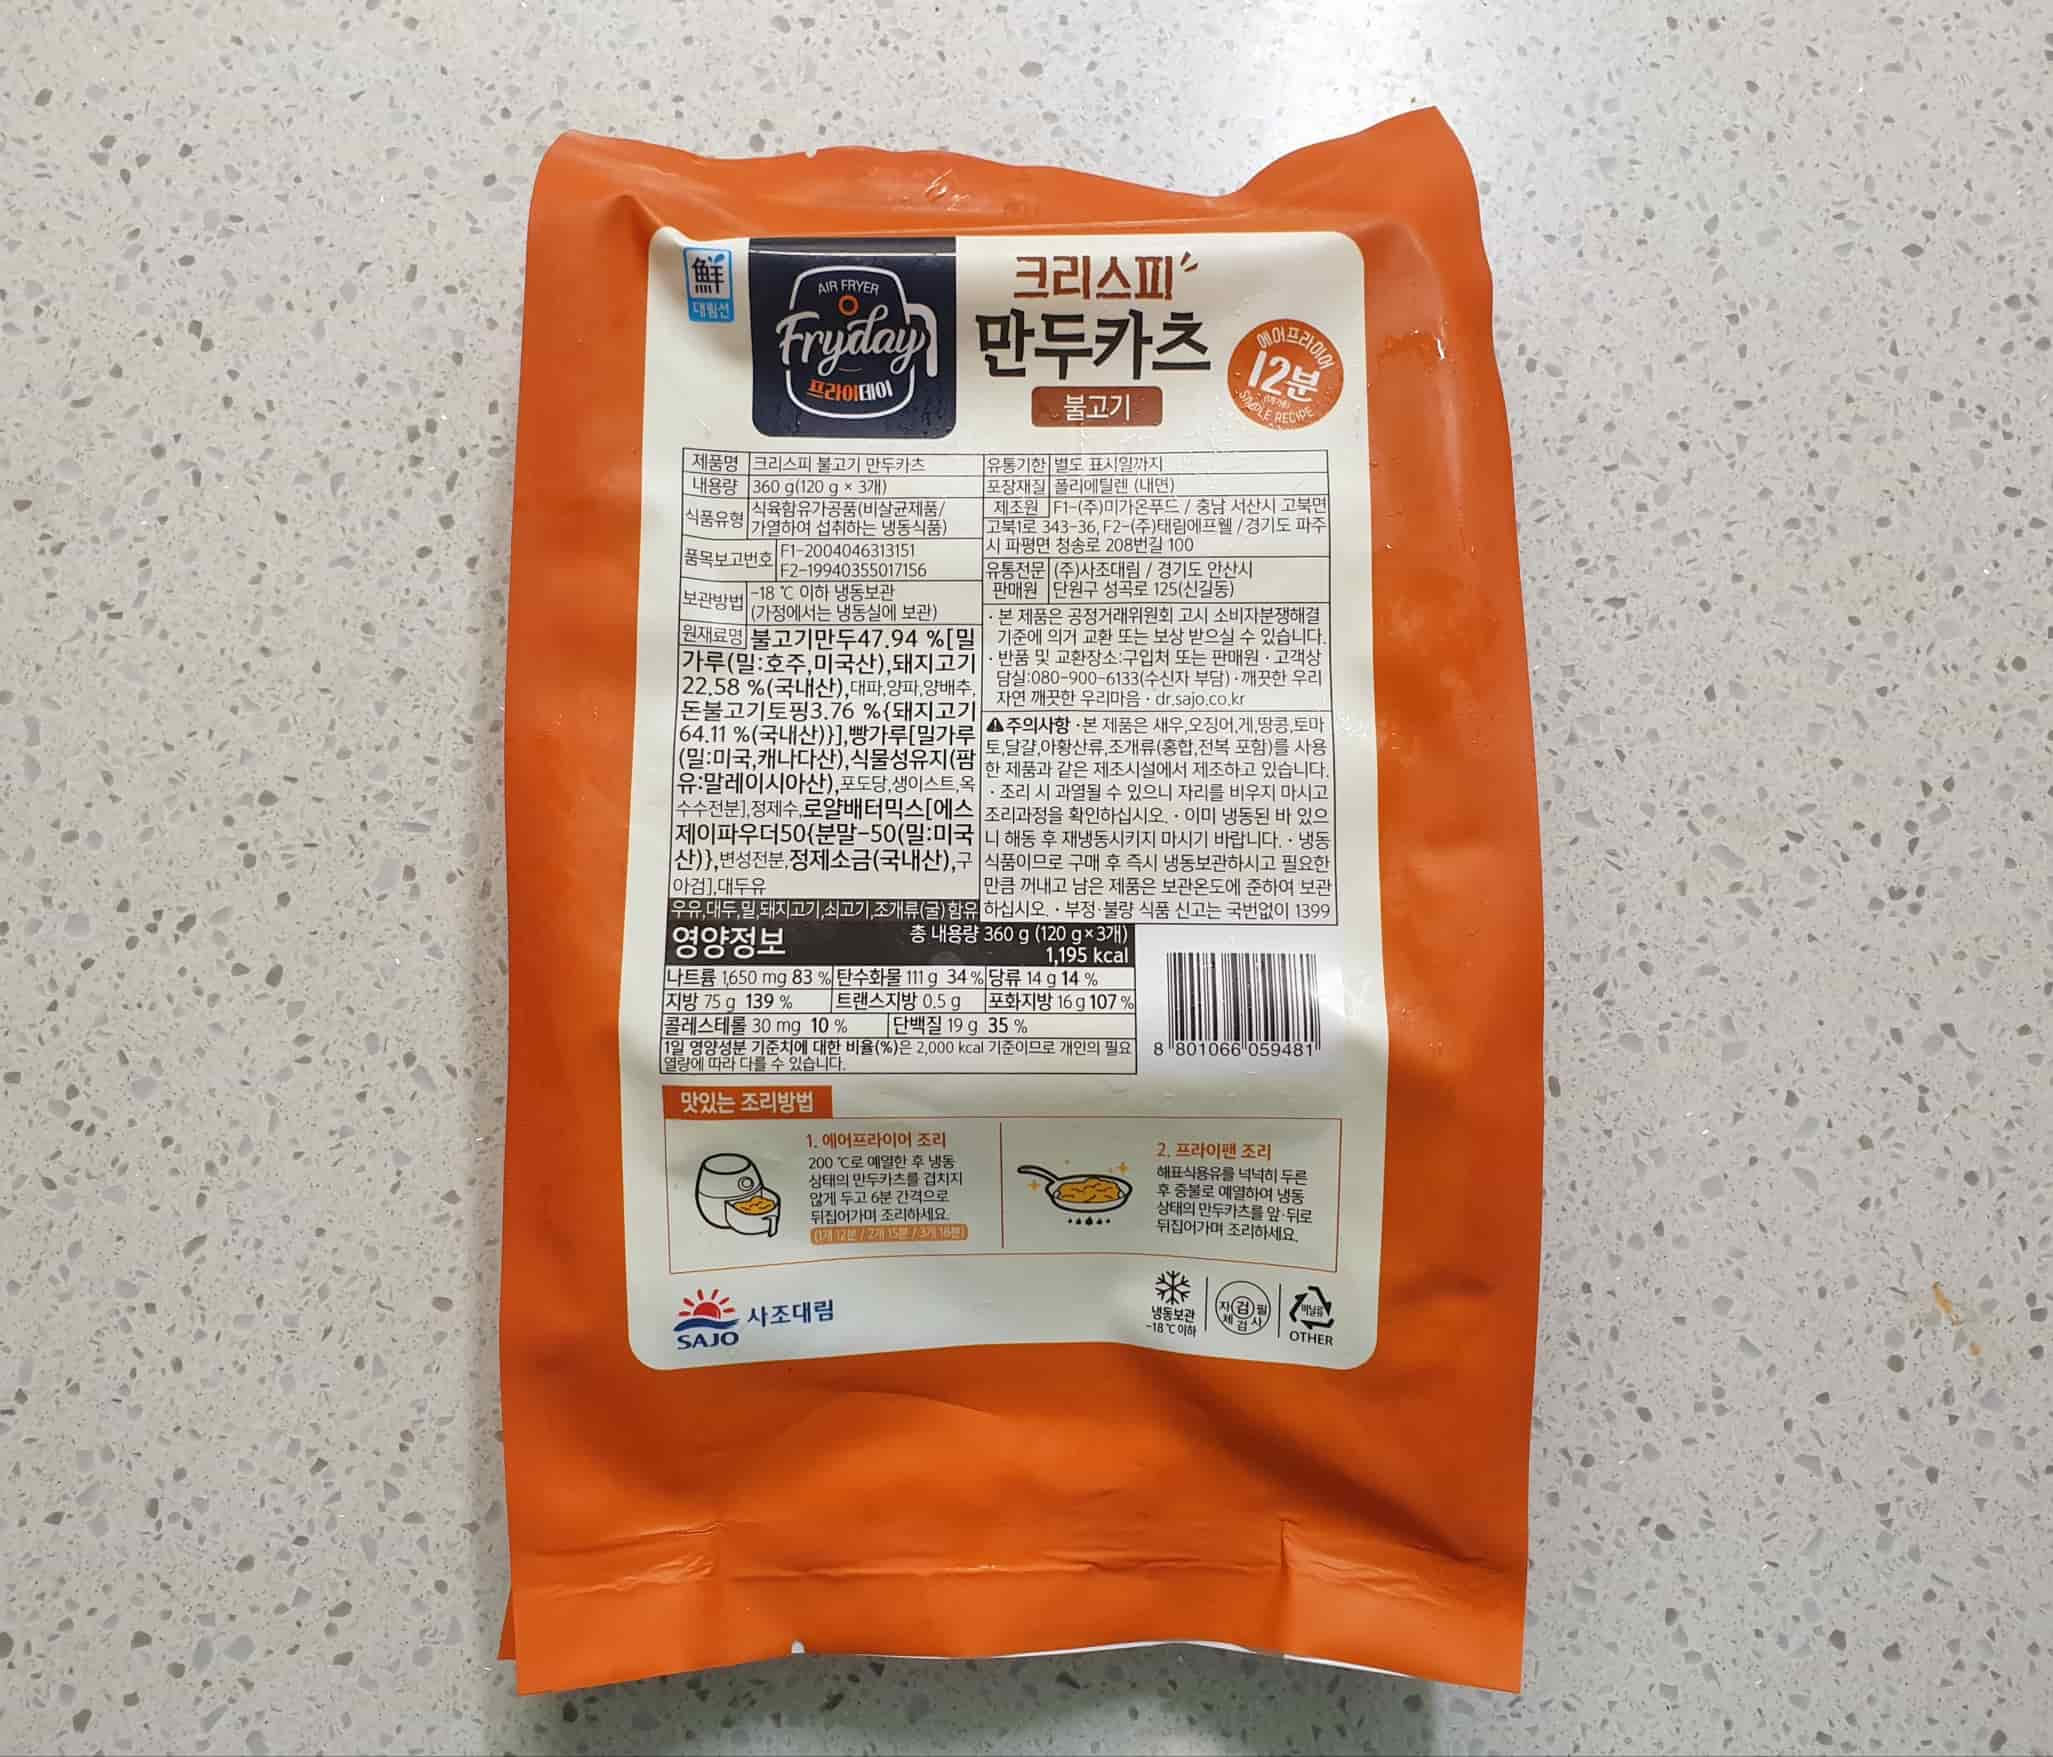 鮮
대림선
AIR FRYER
Fryday
프라이데이
크리스피
만두카츠
불고기
에어프라이어
12분
SIMPLE RECIPE
제품명 크리스피 불고기 만두카츠
내용량 360 g(120 g × 3개)
식품유형 식육함유가공품(비살균제품/
가열하여 섭취하는 냉동식품)
품목보고번호 F1-2004046313151
F2-19940355017156
보관방법 -18 ℃ 이하 냉동보관
(가정에서는 냉동실에 보관)
원재료명 불고기만두47.94 %[밀
가루(밀:호주,미국산),돼지고기
22.58 %(국내산),대파,양파,양배추,
돈불고기토핑3.76 %{돼지고기
64.11 %(국내산)}],빵가루[밀가루
(밀:미국,캐나다산),식물성유지(팜
유:말레이시아산),포도당,생이스트,옥
수수전분],정제수,로얄배터믹스[에스
제이파우더50{분말-50(밀:미국
산)},변성전분,정제소금(국내산),구
아검],대두유
우유,대두,밀,돼지고기,쇠고기,조개류(굴) 함유
유통기한 별도 표시일까지
포장재질 폴리에틸렌 (내면)
제조원 F1-(주)미가온푸드 / 충남 서산시 고북면
고북1로 343-36, F2-(주)태림에프웰 / 경기도 파주
시 파평면 청송로 208번길 100
유통전문 (주)사조대림 / 경기도 안산시
판매원 단원구 성곡로 125(신길동)
· 본 제품은 공정거래위원회 고시 소비자분쟁해결
기준에 의거 교환 또는 보상 받으실 수 있습니다.
· 반품 및 교환장소:구입처 또는 판매원 · 고객상
담실:080-900-6133(수신자 부담) · 깨끗한 우리
자연 깨끗한 우리마음 · dr.sajo.co.kr
주의사항 · 본 제품은 새우,오징어,게,땅콩,토마
토,달걀,아황산류,조개류(홍합,전복 포함)를 사용
한 제품과 같은 제조시설에서 제조하고 있습니다.
· 조리 시 과열될 수 있으니 자리를 비우지 마시고
조리과정을 확인하십시오. · 이미 냉동된 바 있으
니 해동 후 재냉동시키지 마시기 바랍니다. · 냉동
식품이므로 구매 후 즉시 냉동보관하시고 필요한
만큼 꺼내고 남은 제품은 보관온도에 준하여 보관
하십시오. · 부정·불량 식품 신고는 국번없이 1399
영양정보 총 내용량 360 g (120 g×3개)
1,195 kcal
나트륨 1,650 mg 83 % 탄수화물 111 g 34 % 당류 14 g 14 %
지방 75 g 139 % 트랜스지방 0.5 g 포화지방 16 g 107 %
콜레스테롤 30 mg 10 % 단백질 19 g 35 %
1일 영양성분 기준치에 대한 비율(%)은 2,000 kcal 기준이므로 개인의 필요
열량에 따라 다를 수 있습니다.
8 801066 059481
맛있는 조리방법
1. 에어프라이어 조리
200 ℃로 예열한 후 냉동
상태의 만두카츠를 겹치지
않게 두고 6분 간격으로
뒤집어가며 조리하세요.
(1개 12분 / 2개 15분 / 3개 18분)
2. 프라이팬 조리
해표식용유를 넉넉히 두른
후 중불로 예열하여 냉동
상태의 만두카츠를 앞·뒤로
뒤집어가며 조리하세요.
SAJO 사조대림
냉동보관
-18 ℃ 이하
자 검 필
체 검 사
비닐류
OTHER